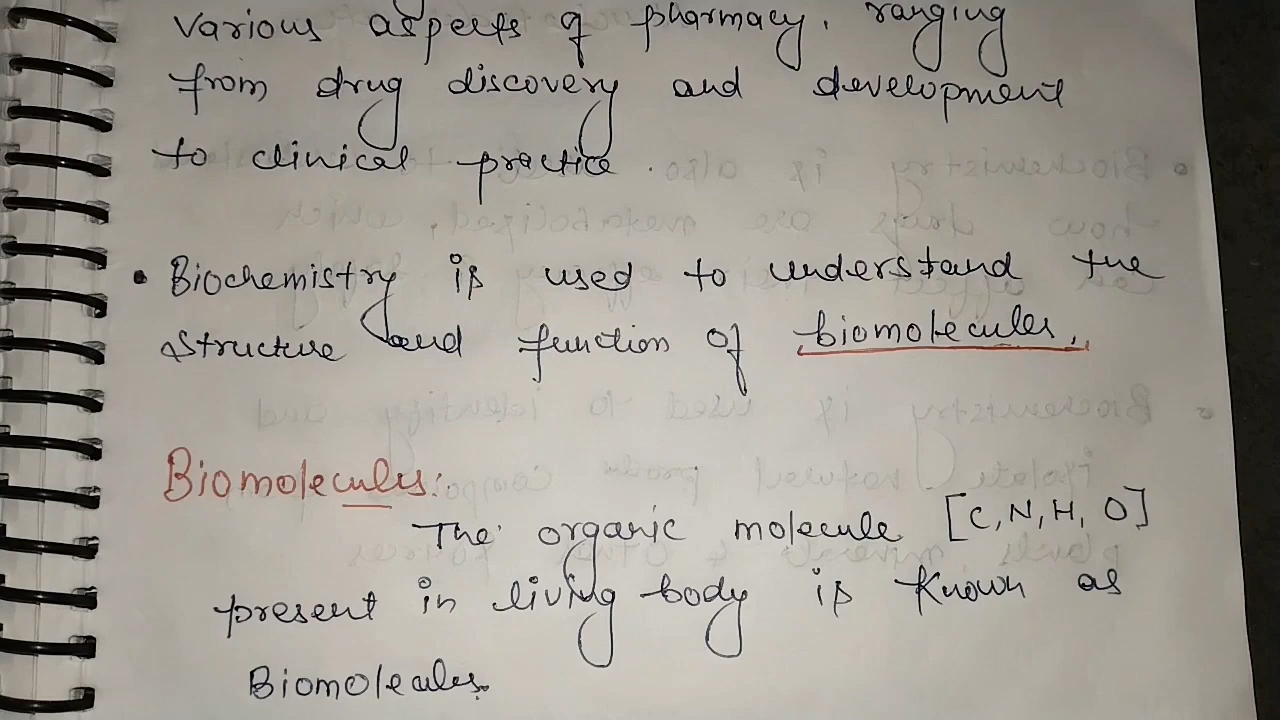 various aspects of pharmacy, ranging
from drug discovery and development
to clinical practice.
• Biochemistry is used to understand the
structure and function of biomolecules.
Biomolecules:
The organic molecule [C, N, H, O]
present in living body is known as
Biomolecules.